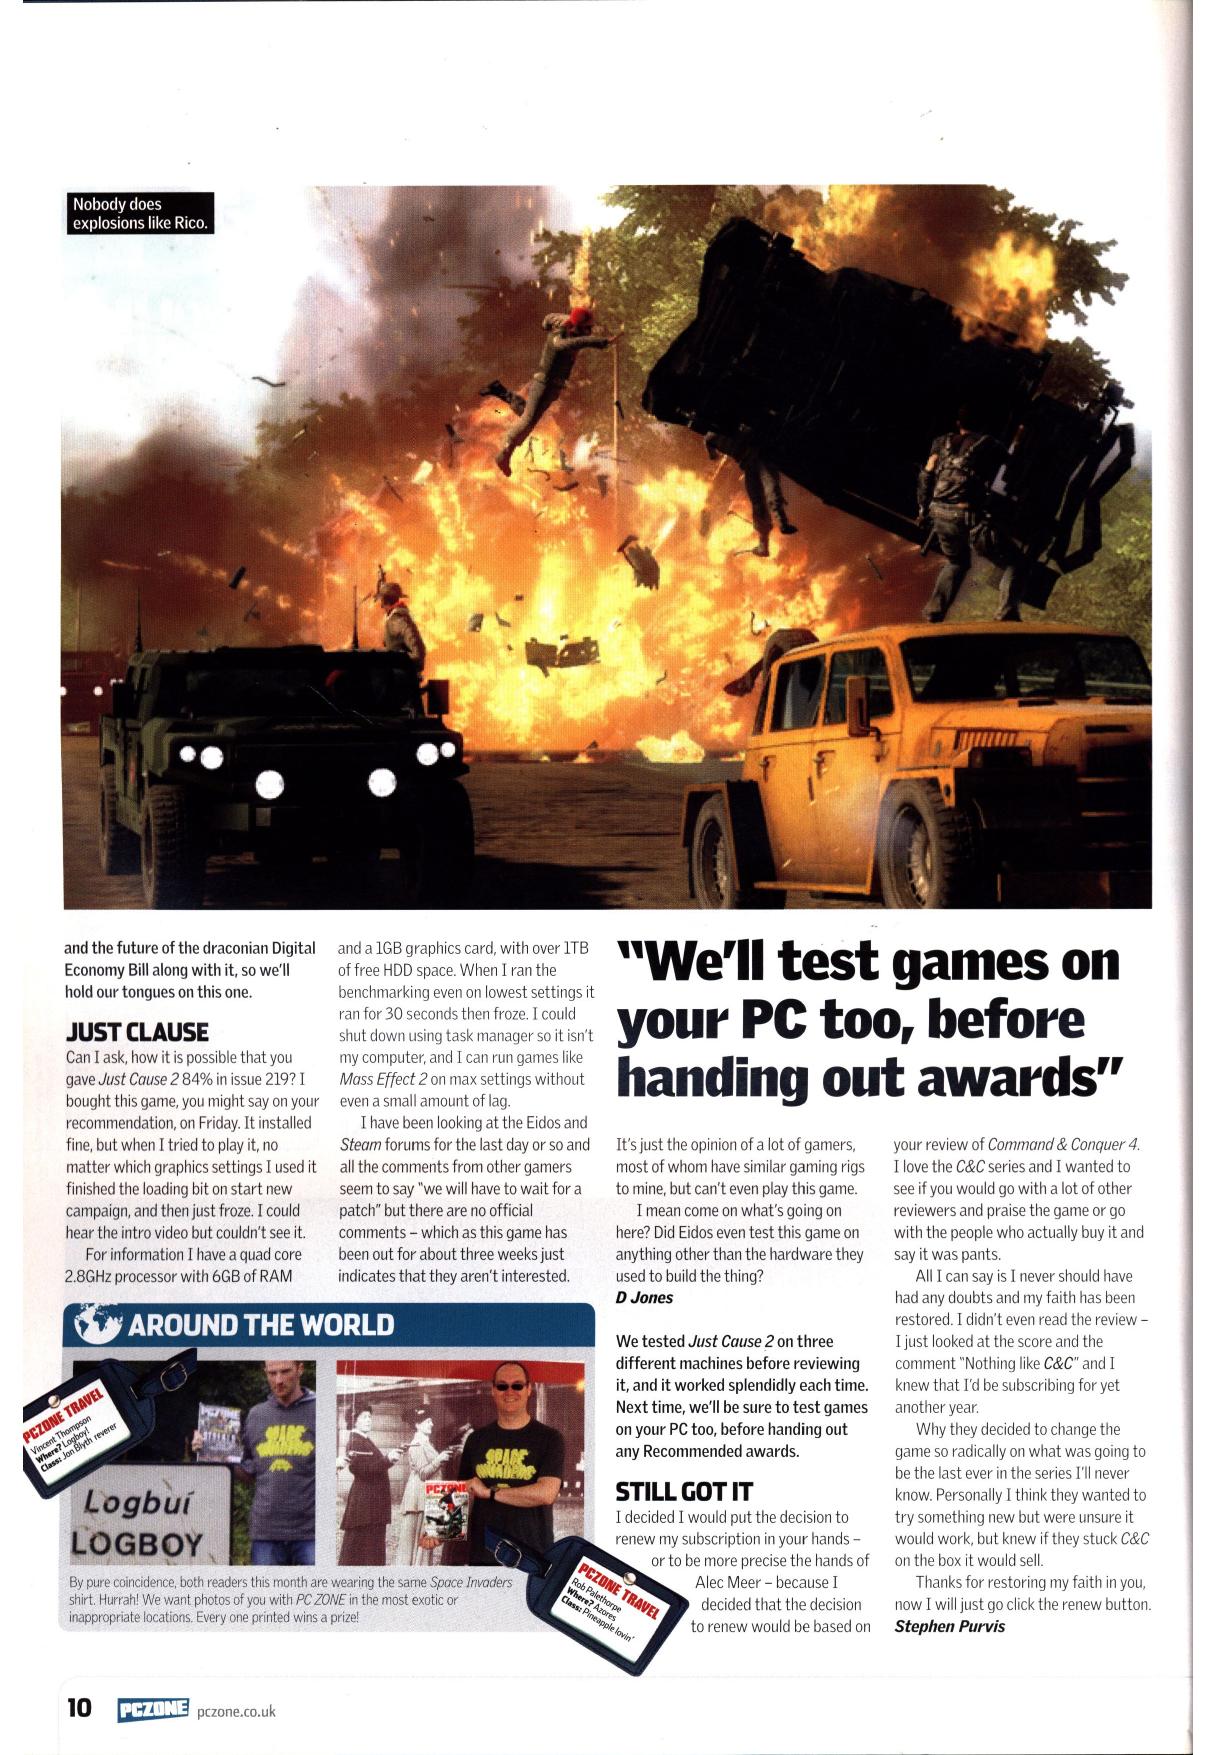 Nobody does
explosions like Rico.
and the future of the draconian Digital
Economy Bill along with it, so we'll
hold our tongues on this one.
JUST CLAUSE
Can I ask, how it is possible that you
gave Just Cause 2 84% in issue 219? I
bought this game, you might say on your
recommendation, on Friday. It installed
fine, but when I tried to play it, no
matter which graphics settings I used it
finished the loading bit on start new
campaign, and then just froze. I could
hear the intro video but couldn't see it.
For information I have a quad core
2.8GHz processor with 6GB of RAM
and a 1GB graphics card, with over 1TB
of free HDD space. When I ran the
benchmarking even on lowest settings it
ran for 30 seconds then froze. I could
shut down using task manager so it isn't
my computer, and I can run games like
Mass Effect 2 on max settings without
even a small amount of lag.
I have been looking at the Eidos and
Steam forums for the last day or so and
all the comments from other gamers
seem to say "we will have to wait for a
patch" but there are no official
comments – which as this game has
been out for about three weeks just
indicates that they aren't interested.
"We'll test games on
your PC too, before
handing out awards"
It's just the opinion of a lot of gamers,
most of whom have similar gaming rigs
to mine, but can't even play this game.
I mean come on what's going on
here? Did Eidos even test this game on
anything other than the hardware they
used to build the thing?
D Jones
We tested Just Cause 2 on three
different machines before reviewing
it, and it worked splendidly each time.
Next time, we'll be sure to test games
on your PC too, before handing out
any Recommended awards.
STILL GOT IT
I decided I would put the decision to
renew my subscription in your hands –
or to be more precise the hands of
Alec Meer – because I
decided that the decision
to renew would be based on
your review of Command & Conquer 4.
I love the C&C series and I wanted to
see if you would go with a lot of other
reviewers and praise the game or go
with the people who actually buy it and
say it was pants.
All I can say is I never should have
had any doubts and my faith has been
restored. I didn't even read the review –
I just looked at the score and the
comment "Nothing like C&C" and I
knew that I'd be subscribing for yet
another year.
Why they decided to change the
game so radically on what was going to
be the last ever in the series I'll never
know. Personally I think they wanted to
try something new but were unsure it
would work, but knew if they stuck C&C
on the box it would sell.
Thanks for restoring my faith in you,
now I will just go click the renew button.
Stephen Purvis
AROUND THE WORLD
PCZONE TRAVEL
Vincent Thompson
Where? Logboy!
Class: Jon Blyth reverer
SPACE
INVADERS
Logbuí
LOGBOY
SPACE
INVADERS
PCZONE
PCZONE TRAVEL
Rob Palethorpe
Where? Azores
Class: Pineapple lovin'
By pure coincidence, both readers this month are wearing the same Space Invaders
shirt. Hurrah! We want photos of you with PC ZONE in the most exotic or
inappropriate locations. Every one printed wins a prize!
10
PCZONE
pczone.co.uk